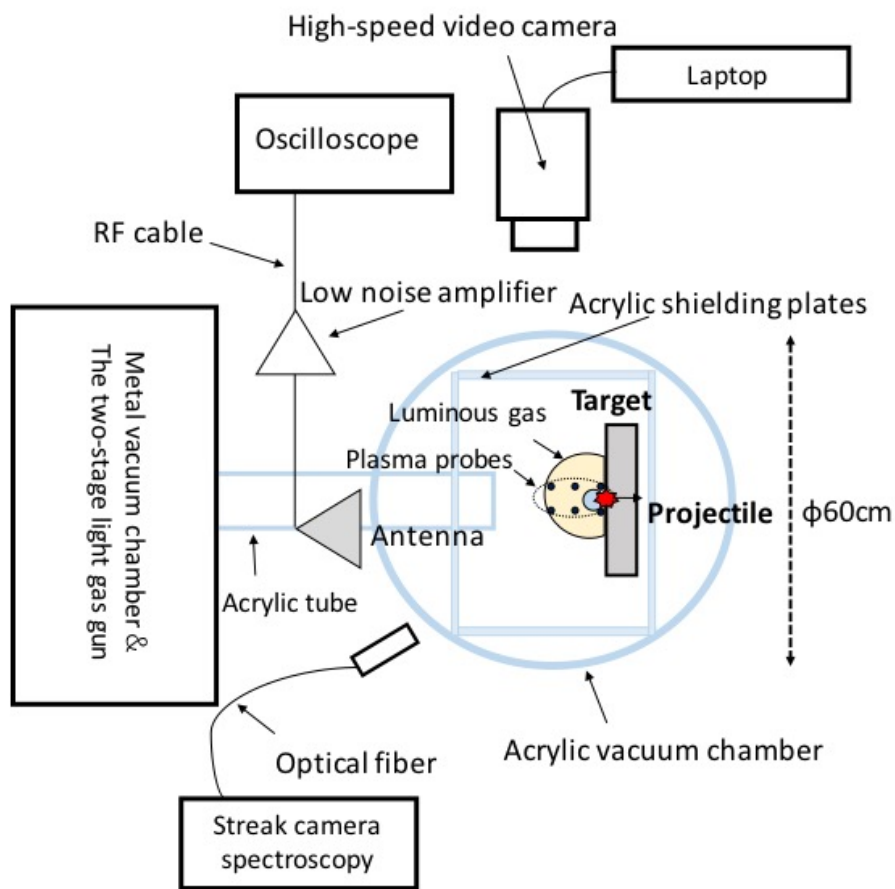 High-speed video camera
Laptop
Oscilloscope
RF cable
Low noise amplifier
Acrylic shielding plates
Metal vacuum chamber &
The two-stage light gas gun
Luminous gas
Target
Plasma probes
Projectile
ϕ60cm
Antenna
Acrylic tube
Acrylic vacuum chamber
Optical fiber
Streak camera
spectroscopy